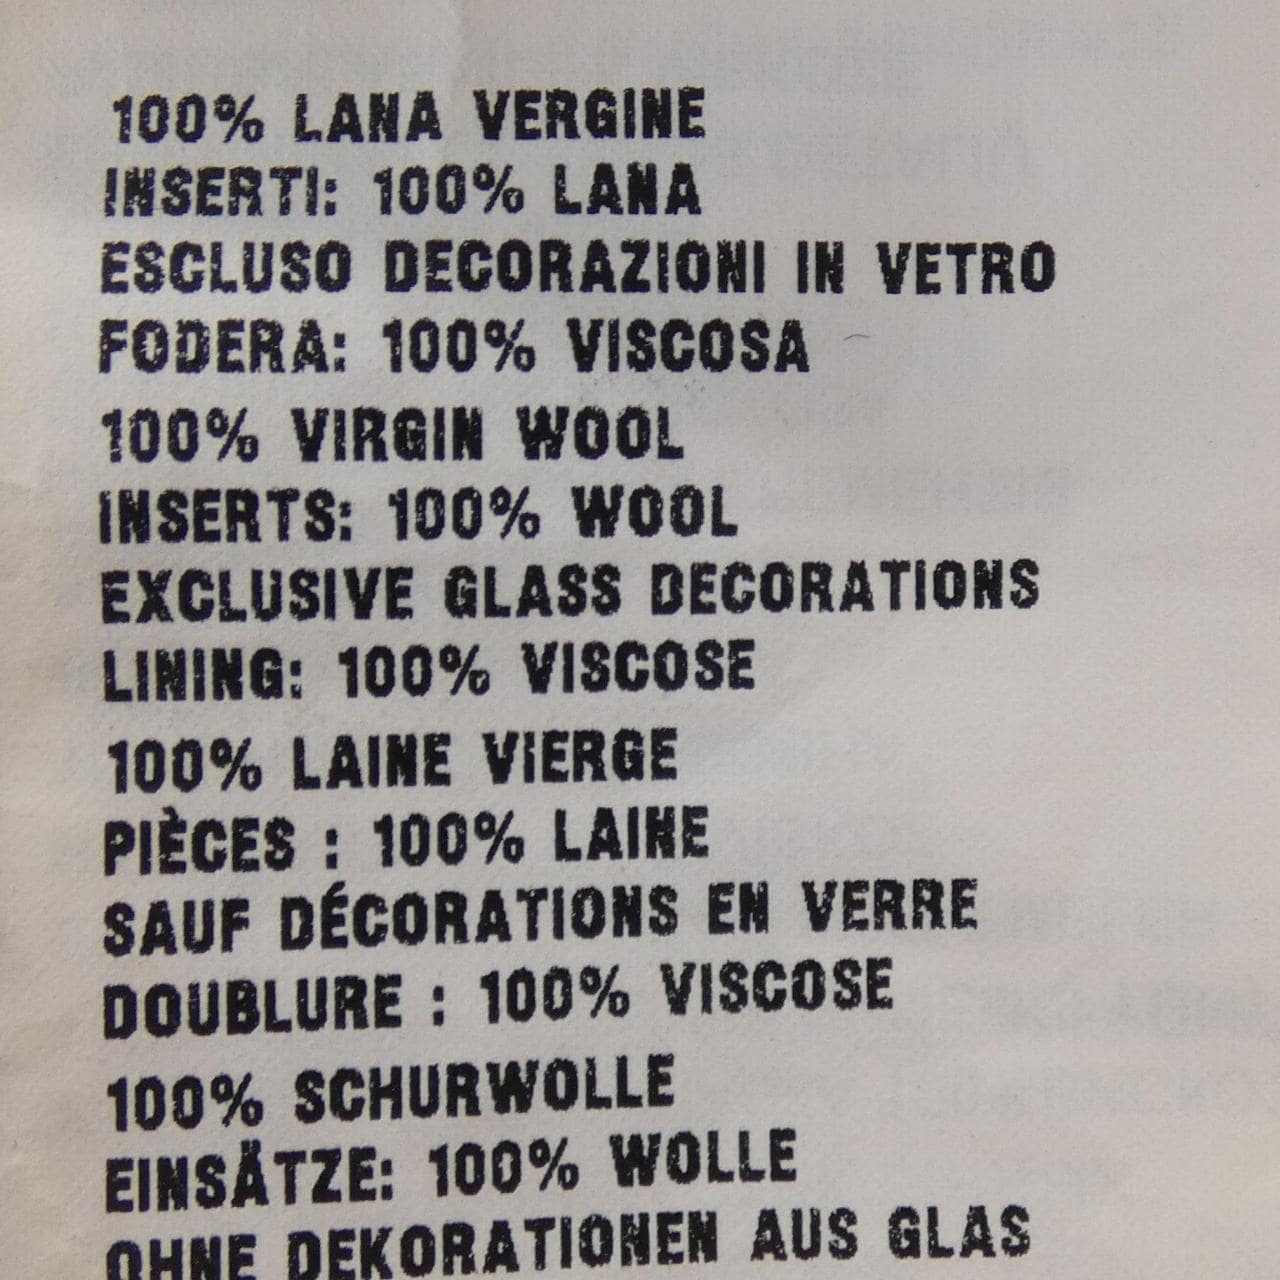 100% LANA VERGINE
INSERTI: 100% LANA
ESCLUSO DECORAZIONI IN VETRO
FODERA: 100% VISCOSA
100% VIRGIN WOOL
INSERTS: 100% WOOL
EXCLUSIVE GLASS DECORATIONS
LINING: 100% VISCOSE
100% LAINE VIERGE
PIÈCES : 100% LAINE
SAUF DÉCORATIONS EN VERRE
DOUBLURE : 100% VISCOSE
100% SCHURWOLLE
EINSÄTZE: 100% WOLLE
OHNE DEKORATIONEN AUS GLAS